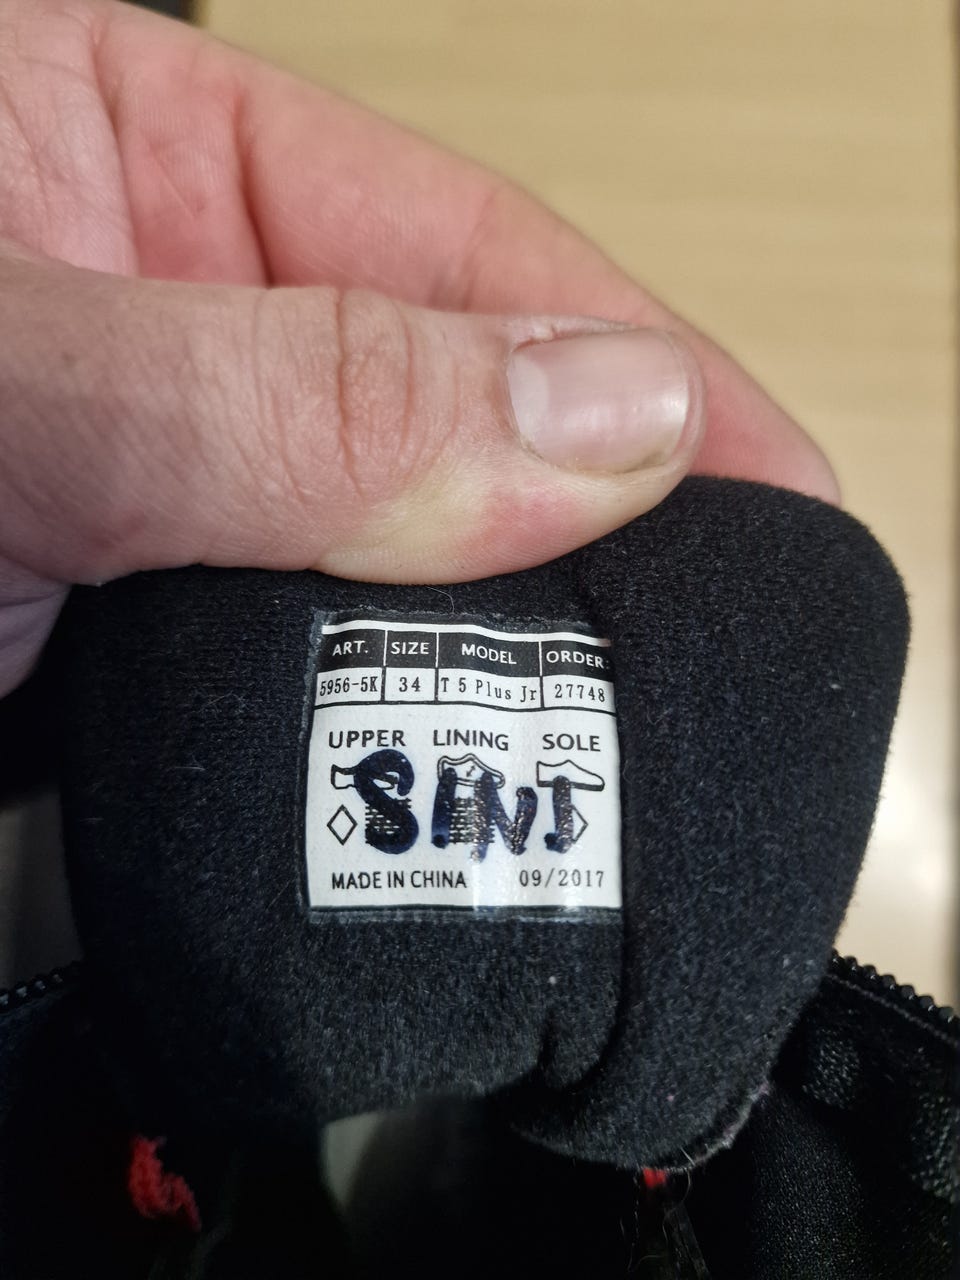 ART. SIZE MODEL ORDER:
5956-5K 34 T 5 Plus Jr 27748
UPPER LINING SOLE
SINT
MADE IN CHINA 09/2017